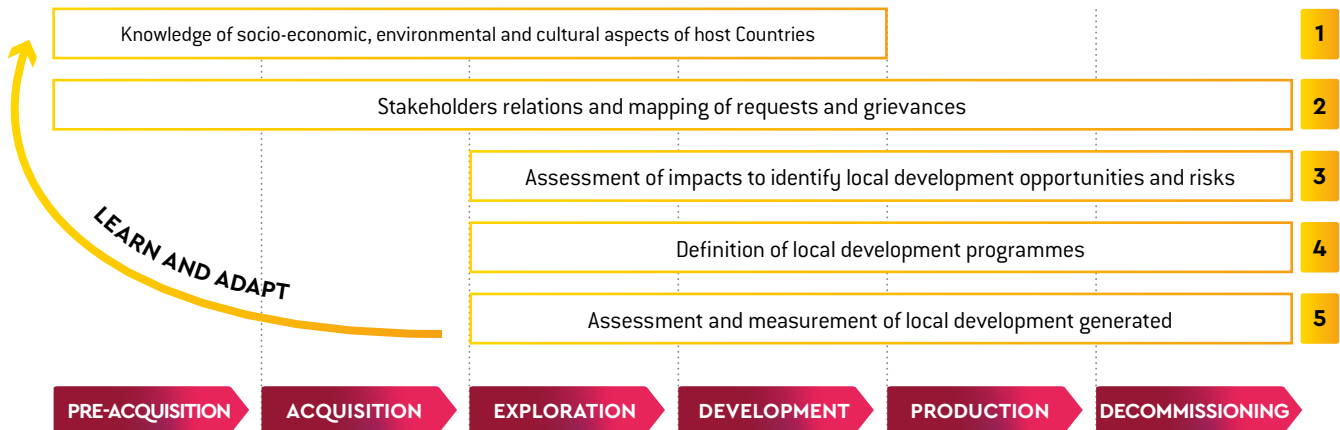 Knowledge of socio-economic, environmental and cultural aspects of host Countries
1
Stakeholders relations and mapping of requests and grievances
2
Assessment of impacts to identify local development opportunities and risks
3
Definition of local development programmes
4
Assessment and measurement of local development generated
5
LEARN AND ADAPT
PRE-ACQUISITION
ACQUISITION
EXPLORATION
DEVELOPMENT
PRODUCTION
DECOMMISSIONING